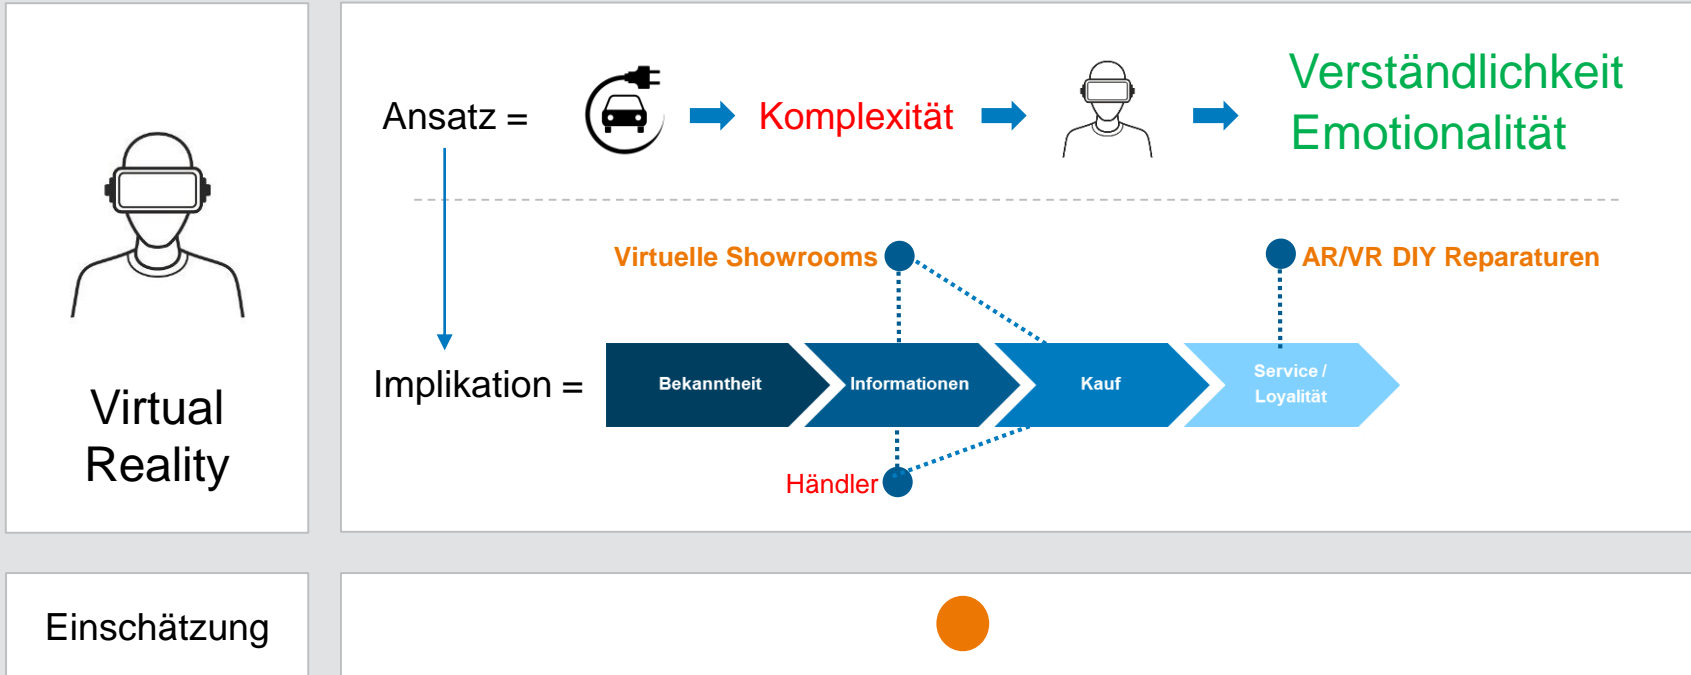 Virtual
Reality
Ansatz =
Komplexität
Verständlichkeit
Emotionalität
Virtuelle Showrooms
AR/VR DIY Reparaturen
Implikation =
Bekanntheit
Informationen
Kauf
Service /
Loyalität
Händler
Einschätzung